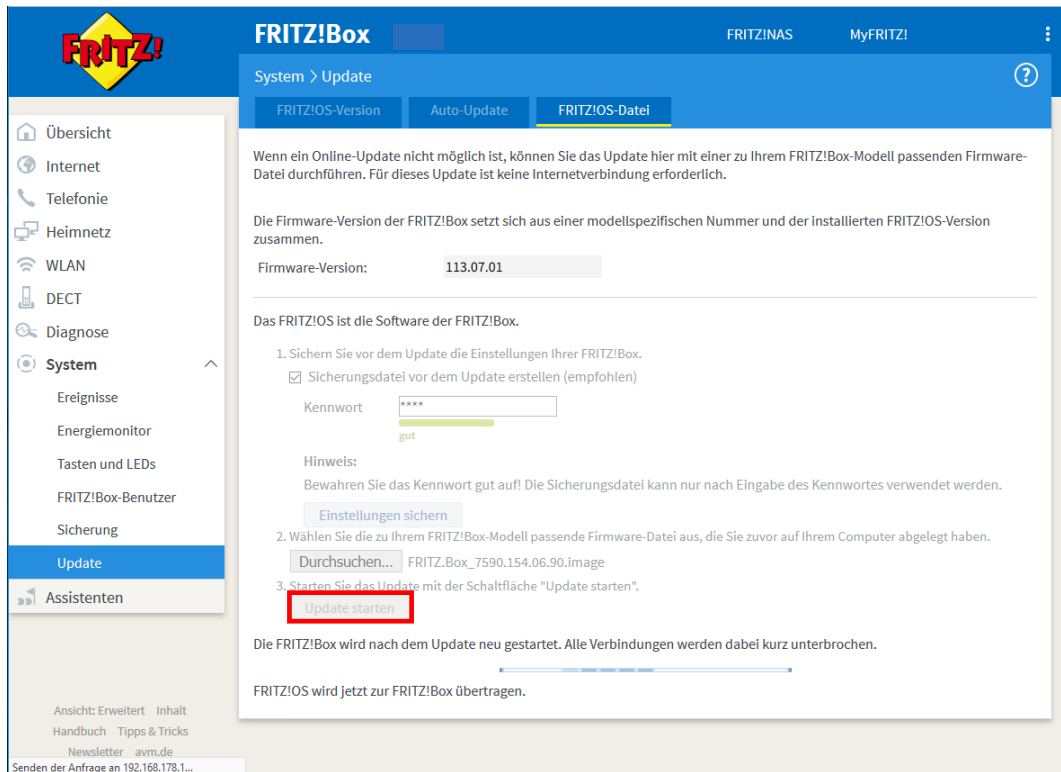 FRITZ!
FRITZ!Box
FRITZ!NAS
MyFRITZ!
System > Update
?
FRITZ!OS-Version
Auto-Update
FRITZ!OS-Datei
Übersicht
Internet
Telefonie
Heimnetz
WLAN
DECT
Diagnose
System
Ereignisse
Energiemonitor
Tasten und LEDs
FRITZ!Box-Benutzer
Sicherung
Update
Assistenten
Wenn ein Online-Update nicht möglich ist, können Sie das Update hier mit einer zu Ihrem FRITZ!Box-Modell passenden Firmware-
Datei durchführen. Für dieses Update ist keine Internetverbindung erforderlich.
Die Firmware-Version der FRITZ!Box setzt sich aus einer modellspezifischen Nummer und der installierten FRITZ!OS-Version
zusammen.
Firmware-Version: 113.07.01
Das FRITZ!OS ist die Software der FRITZ!Box.
1. Sichern Sie vor dem Update die Einstellungen Ihrer FRITZ!Box.
Sicherungsdatei vor dem Update erstellen (empfohlen)
Kennwort ****
gut
Hinweis:
Bewahren Sie das Kennwort gut auf! Die Sicherungsdatei kann nur nach Eingabe des Kennwortes verwendet werden.
Einstellungen sichern
2. Wählen Sie die zu Ihrem FRITZ!Box-Modell passende Firmware-Datei aus, die Sie zuvor auf Ihrem Computer abgelegt haben.
Durchsuchen... FRITZ.Box_7590.154.06.90.image
3. Starten Sie das Update mit der Schaltfläche "Update starten".
Update starten
Die FRITZ!Box wird nach dem Update neu gestartet. Alle Verbindungen werden dabei kurz unterbrochen.
FRITZ!OS wird jetzt zur FRITZ!Box übertragen.
Ansicht: Erweitert Inhalt
Handbuch Tipps & Tricks
Newsletter avm.de
Senden der Anfrage an 192.168.178.1...